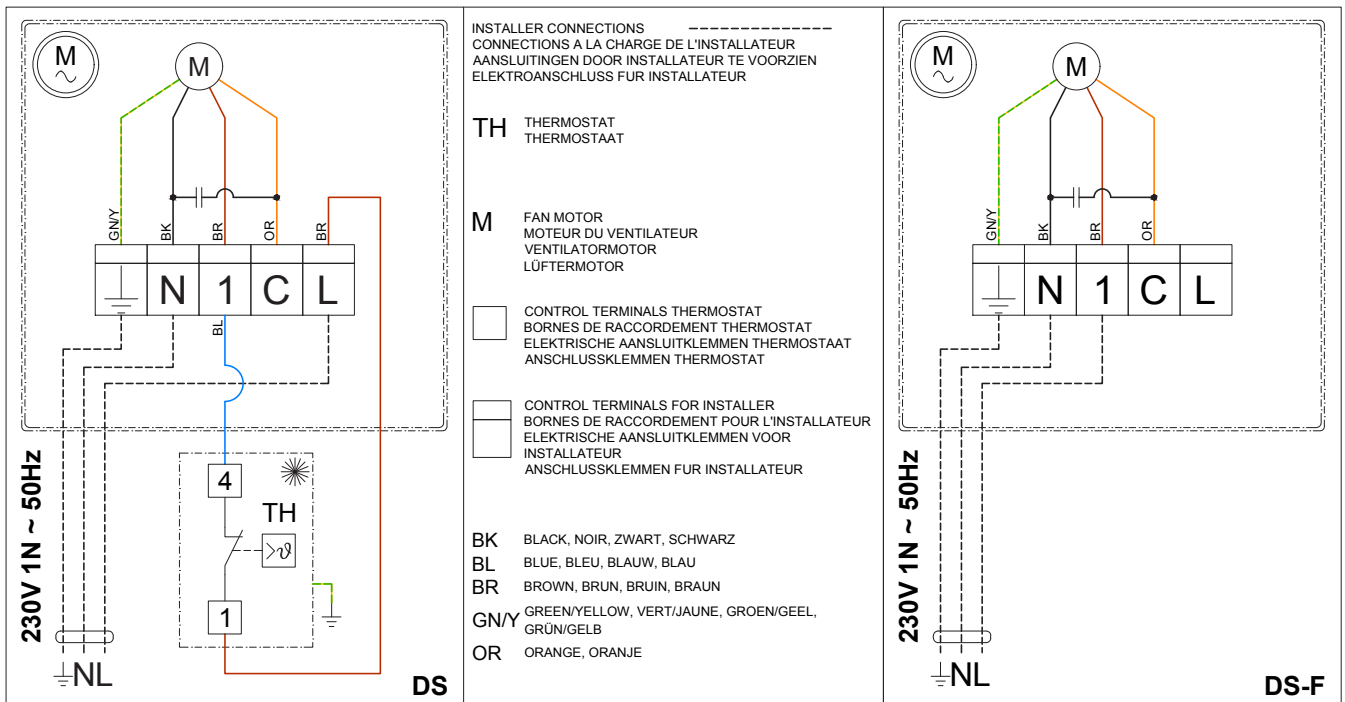 M
M
GN/Y
BK
BR
OR
BR
N 1 C L
BL
4
TH
>ϑ
1
230V 1N ~ 50Hz
NL
DS
INSTALLER CONNECTIONS
CONNECTIONS A LA CHARGE DE L'INSTALLATEUR
AANSLUITINGEN DOOR INSTALLATEUR TE VOORZIEN
ELEKTROANSCHLUSS FUR INSTALLATEUR
TH THERMOSTAT
THERMOSTAAT
M FAN MOTOR
MOTEUR DU VENTILATEUR
VENTILATORMOTOR
LÜFTERMOTOR
CONTROL TERMINALS THERMOSTAT
BORNES DE RACCORDEMENT THERMOSTAT
ELEKTRISCHE AANSLUITKLEMMEN THERMOSTAAT
ANSCHLUSSKLEMMEN THERMOSTAT
CONTROL TERMINALS FOR INSTALLER
BORNES DE RACCORDEMENT POUR L'INSTALLATEUR
ELEKTRISCHE AANSLUITKLEMMEN VOOR
INSTALLATEUR
ANSCHLUSSKLEMMEN FUR INSTALLATEUR
BK BLACK, NOIR, ZWART, SCHWARZ
BL BLUE, BLEU, BLAUW, BLAU
BR BROWN, BRUN, BRUIN, BRAUN
GN/Y GREEN/YELLOW, VERT/JAUNE, GROEN/GEEL,
GRÜN/GELB
OR ORANGE, ORANJE
M
M
GN/Y
BK
BR
OR
N 1 C L
230V 1N ~ 50Hz
NL
DS-F